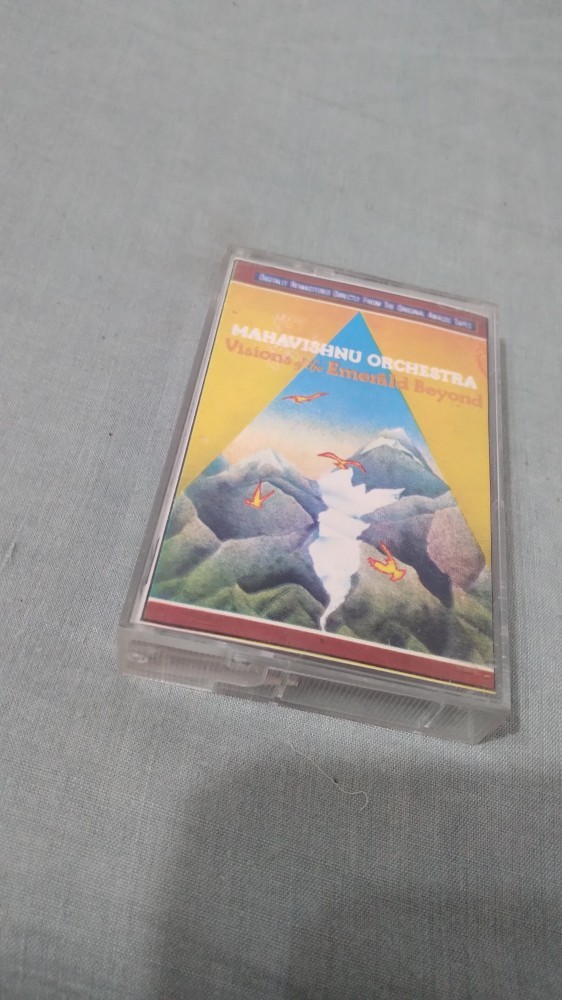 DIGITALLY REMASTERED DIRECTLY FROM THE ORIGINAL ANALOG TAPES
MAHAVISHNU ORCHESTRA
Visions of the Emerald Beyond